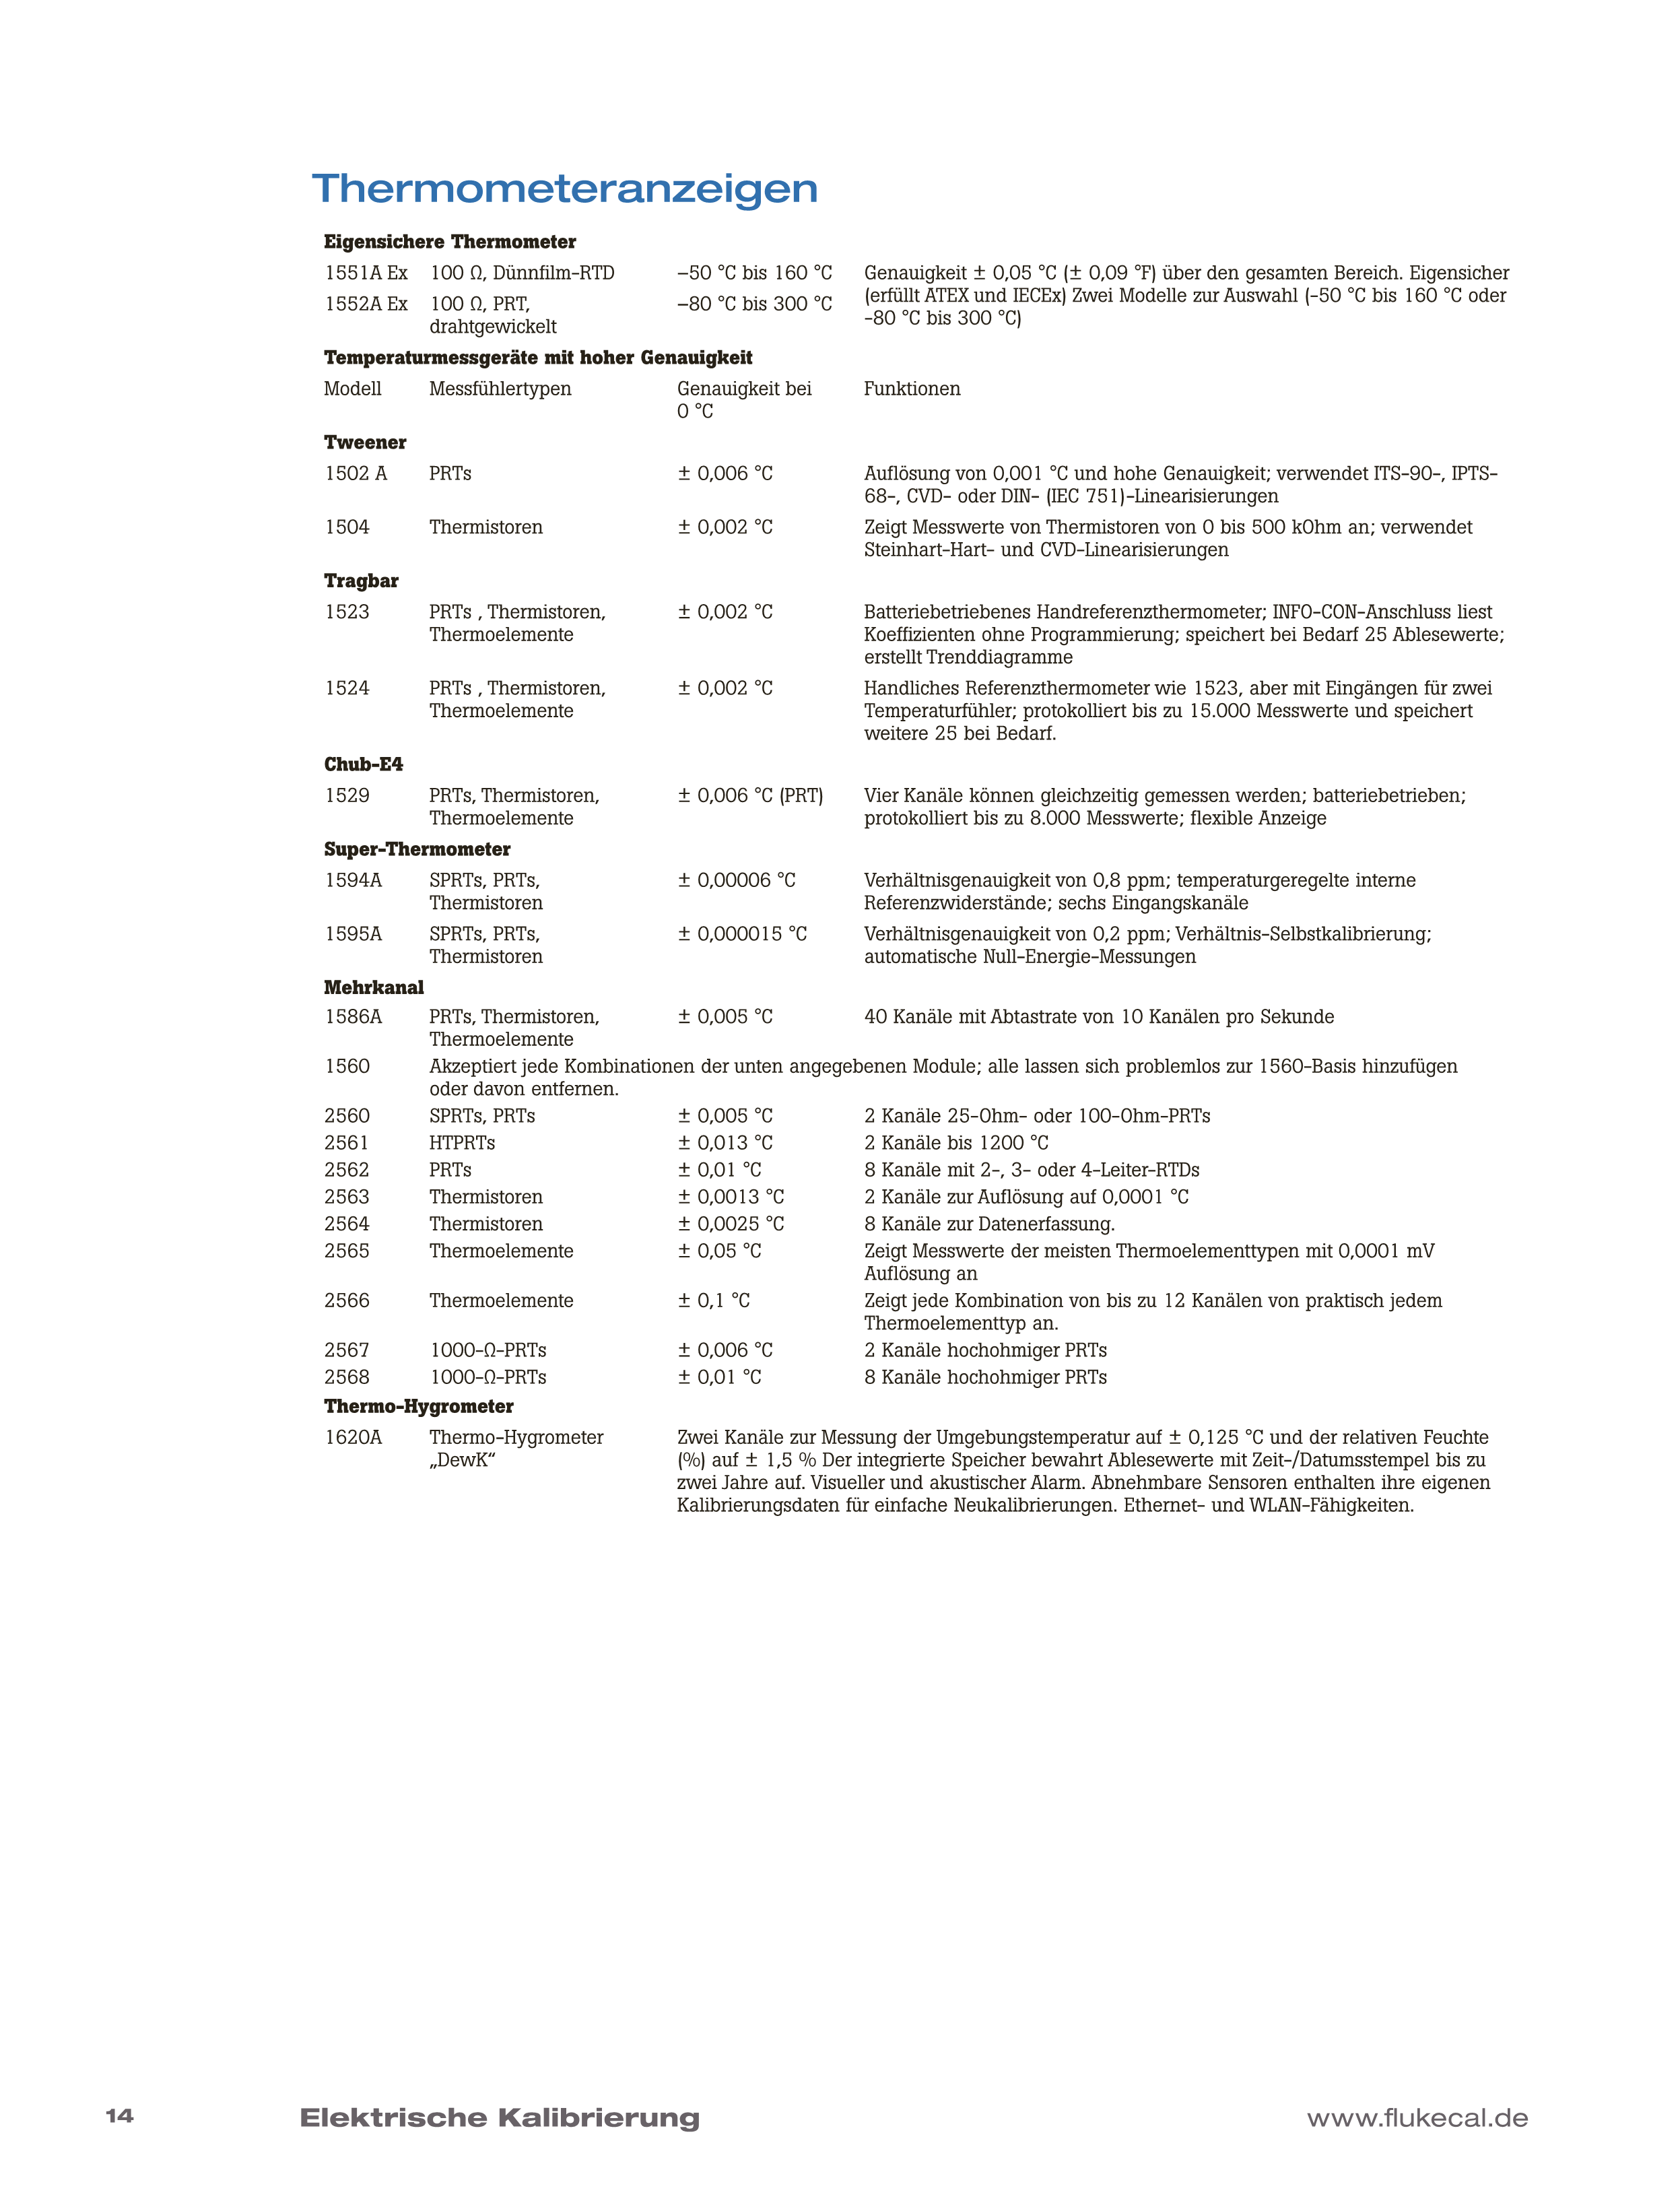 Thermometeranzeigen
Eigensichere Thermometer
1551A Ex 100 Ω, Dünnfilm-RTD –50 °C bis 160 °C Genauigkeit ± 0,05 °C (± 0,09 °F) über den gesamten Bereich. Eigensicher
(erfüllt ATEX und IECEx) Zwei Modelle zur Auswahl (-50 °C bis 160 °C oder
-80 °C bis 300 °C)
1552A Ex 100 Ω, PRT, –80 °C bis 300 °C
drahtgewickelt
Temperaturmessgeräte mit hoher Genauigkeit
Modell Messfühlertypen Genauigkeit bei Funktionen
0 °C
Tweener
1502 A PRTs ± 0,006 °C Auflösung von 0,001 °C und hohe Genauigkeit; verwendet ITS-90-, IPTS-
68-, CVD- oder DIN- (IEC 751)-Linearisierungen
1504 Thermistoren ± 0,002 °C Zeigt Messwerte von Thermistoren von 0 bis 500 kOhm an; verwendet
Steinhart-Hart- und CVD-Linearisierungen
Tragbar
1523 PRTs , Thermistoren, ± 0,002 °C Batteriebetriebenes Handreferenzthermometer; INFO-CON-Anschluss liest
Thermoelemente Koeffizienten ohne Programmierung; speichert bei Bedarf 25 Ablesewerte;
erstellt Trenddiagramme
1524 PRTs , Thermistoren, ± 0,002 °C Handliches Referenzthermometer wie 1523, aber mit Eingängen für zwei
Thermoelemente Temperaturfühler; protokolliert bis zu 15.000 Messwerte und speichert
weitere 25 bei Bedarf.
Chub-E4
1529 PRTs, Thermistoren, ± 0,006 °C (PRT) Vier Kanäle können gleichzeitig gemessen werden; batteriebetrieben;
Thermoelemente protokolliert bis zu 8.000 Messwerte; flexible Anzeige
Super-Thermometer
1594A SPRTs, PRTs, ± 0,00006 °C Verhältnisgenauigkeit von 0,8 ppm; temperaturgeregelte interne
Thermistoren Referenzwiderstände; sechs Eingangskanäle
1595A SPRTs, PRTs, ± 0,000015 °C Verhältnisgenauigkeit von 0,2 ppm; Verhältnis-Selbstkalibrierung;
Thermistoren automatische Null-Energie-Messungen
Mehrkanal
1586A PRTs, Thermistoren, ± 0,005 °C 40 Kanäle mit Abtastrate von 10 Kanälen pro Sekunde
Thermoelemente
1560 Akzeptiert jede Kombinationen der unten angegebenen Module; alle lassen sich problemlos zur 1560-Basis hinzufügen
oder davon entfernen.
2560 SPRTs, PRTs ± 0,005 °C 2 Kanäle 25-Ohm- oder 100-Ohm-PRTs
2561 HTPRTs ± 0,013 °C 2 Kanäle bis 1200 °C
2562 PRTs ± 0,01 °C 8 Kanäle mit 2-, 3- oder 4-Leiter-RTDs
2563 Thermistoren ± 0,0013 °C 2 Kanäle zur Auflösung auf 0,0001 °C
2564 Thermistoren ± 0,0025 °C 8 Kanäle zur Datenerfassung.
2565 Thermoelemente ± 0,05 °C Zeigt Messwerte der meisten Thermoelementtypen mit 0,0001 mV
Auflösung an
2566 Thermoelemente ± 0,1 °C Zeigt jede Kombination von bis zu 12 Kanälen von praktisch jedem
Thermoelementtyp an.
2567 1000-Ω-PRTs ± 0,006 °C 2 Kanäle hochohmiger PRTs
2568 1000-Ω-PRTs ± 0,01 °C 8 Kanäle hochohmiger PRTs
Thermo-Hygrometer
1620A Thermo-Hygrometer Zwei Kanäle zur Messung der Umgebungstemperatur auf ± 0,125 °C und der relativen Feuchte
„DewK“ (%) auf ± 1,5 % Der integrierte Speicher bewahrt Ablesewerte mit Zeit-/Datumsstempel bis zu
zwei Jahre auf. Visueller und akustischer Alarm. Abnehmbare Sensoren enthalten ihre eigenen
Kalibrierungsdaten für einfache Neukalibrierungen. Ethernet- und WLAN-Fähigkeiten.
14 Elektrische Kalibrierung www.flukecal.de